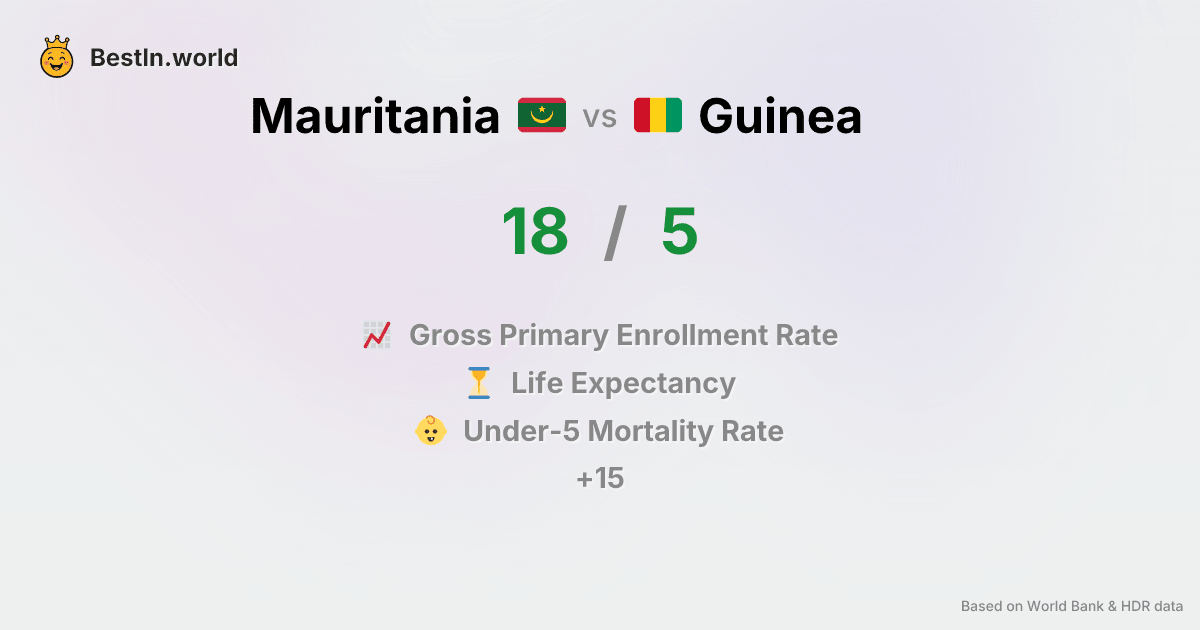 BestIn.world
Mauritania vs Guinea
18 / 5
Gross Primary Enrollment Rate
Life Expectancy
Under-5 Mortality Rate
+15
Based on World Bank & HDR data